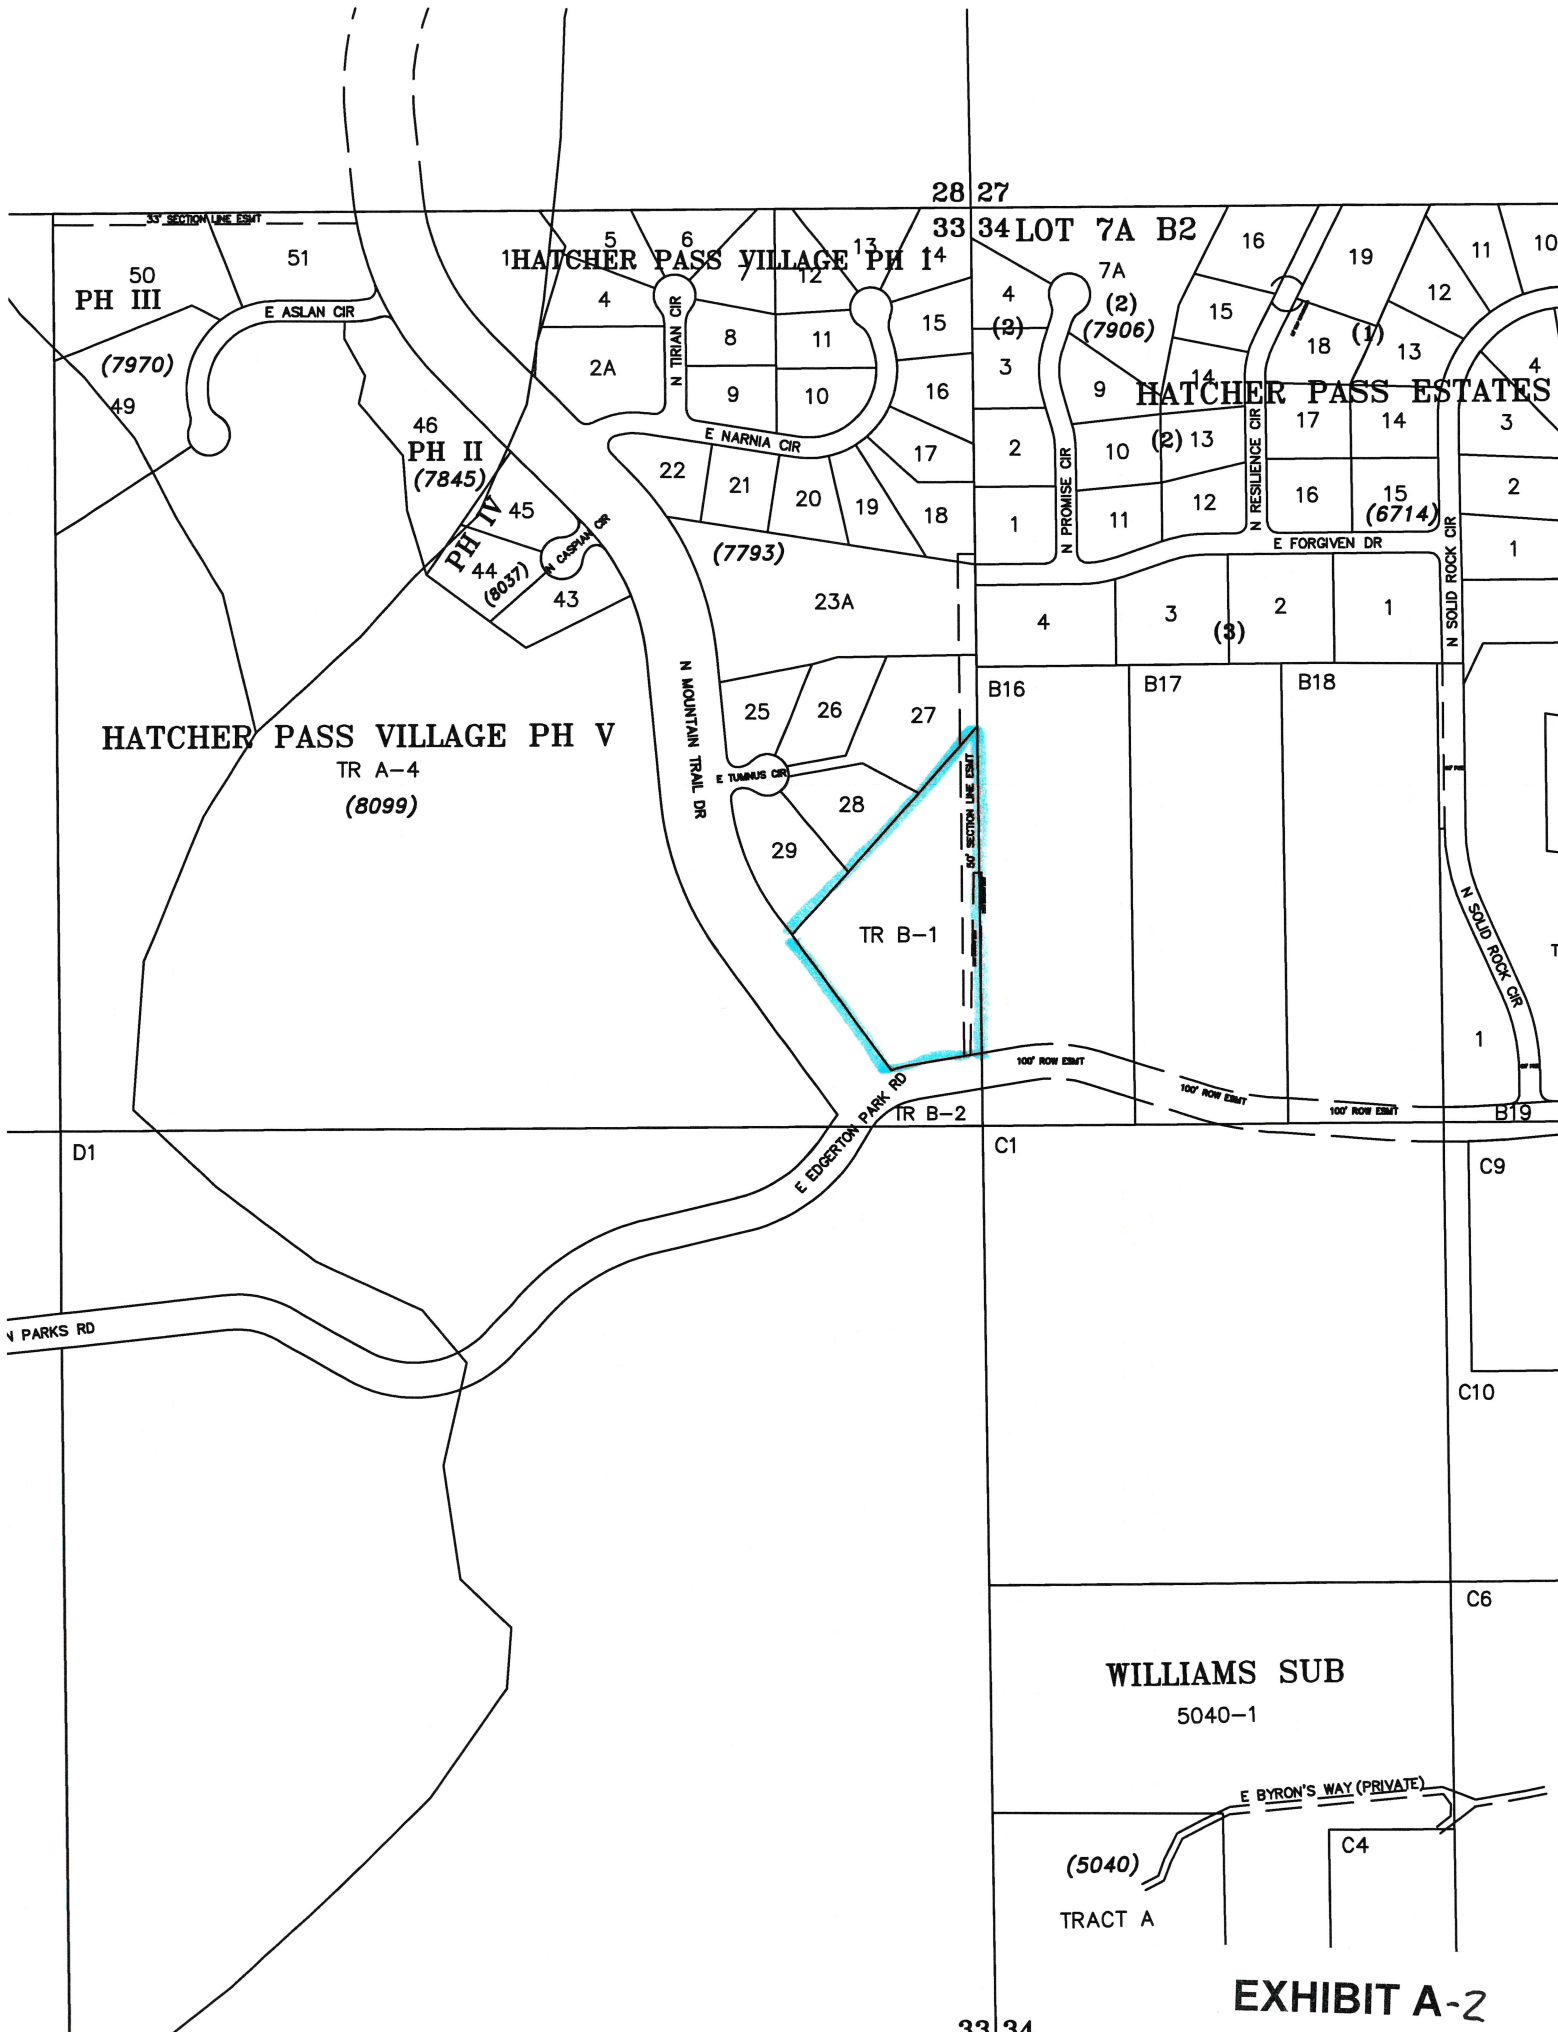 28 27
33 34
LOT 7A B2
33' SECTION LINE ESMT
50
51
PH III
E ASLAN CIR
(7970)
49
46
PH II
(7845)
PH IV
45
44
(8037)
43
N CASPIAN CIR
1
HATCHER PASS VILLAGE PH I
5
6
7
12
13
14
4
2A
N TIRIAN CIR
8
9
11
10
15
16
17
E NARNIA CIR
22
21
20
19
18
(7793)
23A
4
(2)
3
2
1
7A
(2)
(7906)
9
10
11
N PROMISE CIR
16
15
14
HATCHER PASS ESTATES
(2)
13
12
N RESILIENCE CIR
19
18
(1)
17
16
12
13
14
15
(6714)
11
10
4
3
2
1
E FORGIVEN DR
N SOLID ROCK CIR
4
3
(3)
2
1
N MOUNTAIN TRAIL DR
25
26
27
E TUMNUS CIR
28
29
B16
B17
B18
50' SECTION LINE ESMT
HATCHER PASS VILLAGE PH V
TR A-4
(8099)
TR B-1
N SOLID ROCK CIR
1
100' ROW ESMT
100' ROW ESMT
100' ROW ESMT
B19
TR B-2
E EDGERTON PARK RD
D1
C1
C9
N PARKS RD
C10
C6
WILLIAMS SUB
5040-1
E BYRON'S WAY (PRIVATE)
(5040)
C4
TRACT A
EXHIBIT A-2
33 34